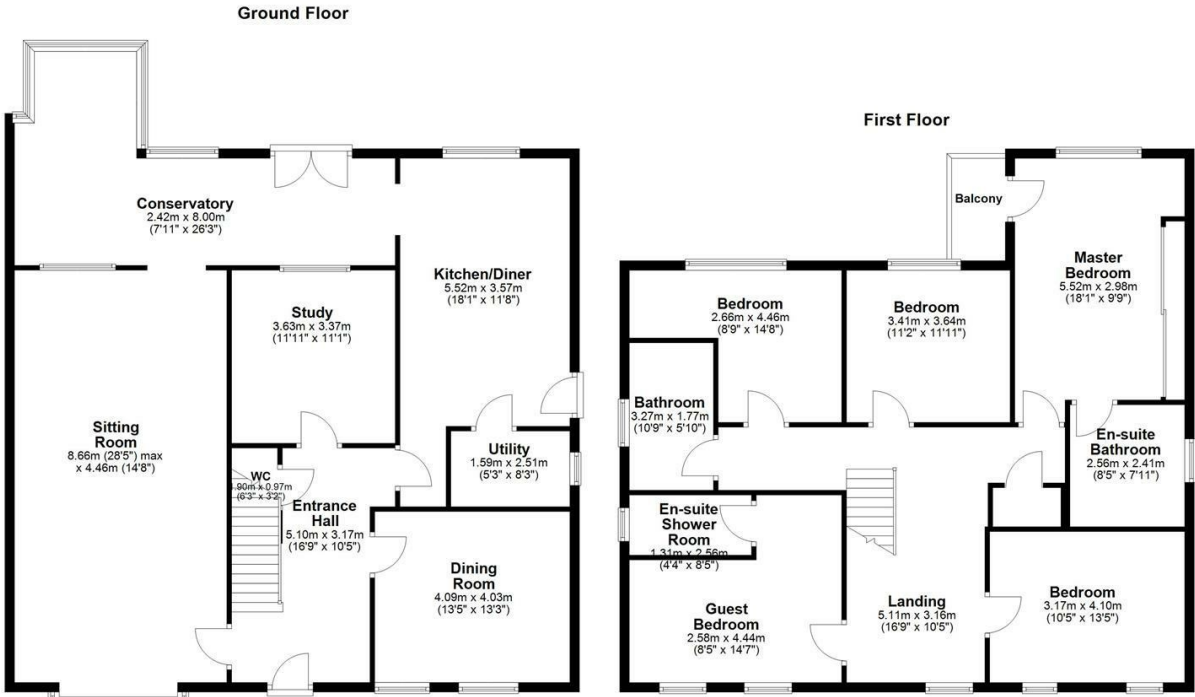 Ground Floor
Conservatory
2.42m x 8.00m
(7'11" x 26'3")
Kitchen/Diner
5.52m x 3.57m
(18'1" x 11'8")
Study
3.63m x 3.37m
(11'11" x 11'1")
Sitting
Room
8.66m (28'5") max
x 4.46m (14'8")
WC
.90m x 0.97m
(6'3" x 3'2")
Utility
1.59m x 2.51m
(5'3" x 8'3")
Entrance
Hall
5.10m x 3.17m
(16'9" x 10'5")
Dining
Room
4.09m x 4.03m
(13'5" x 13'3")
First Floor
Balcony
Master
Bedroom
5.52m x 2.98m
(18'1" x 9'9")
Bedroom
2.66m x 4.46m
(8'9" x 14'8")
Bedroom
3.41m x 3.64m
(11'2" x 11'11")
Bathroom
3.27m x 1.77m
(10'9" x 5'10")
En-suite
Bathroom
2.56m x 2.41m
(8'5" x 7'11")
En-suite
Shower
Room
1.31m x 2.56m
(4'4" x 8'5")
Guest
Bedroom
2.58m x 4.44m
(8'5" x 14'7")
Landing
5.11m x 3.16m
(16'9" x 10'5")
Bedroom
3.17m x 4.10m
(10'5" x 13'5")